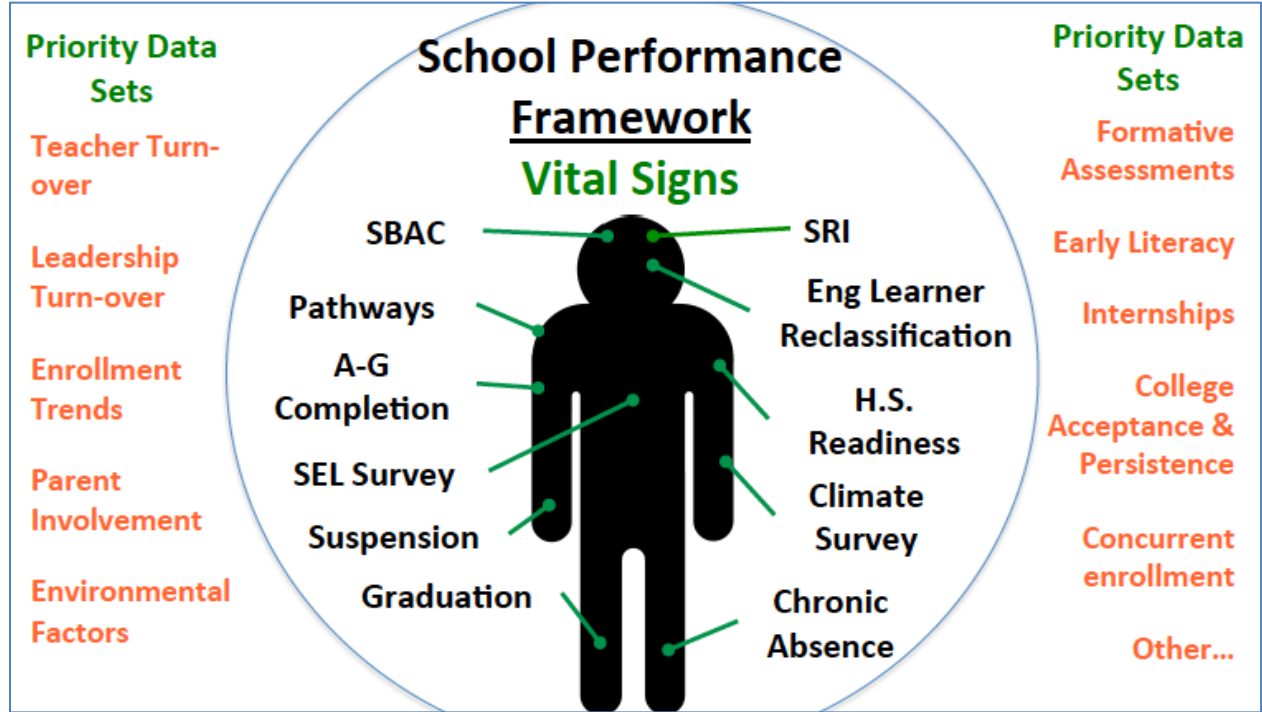 Priority Data
Sets
Teacher Turn-
over
Leadership
Turn-over
Enrollment
Trends
Parent
Involvement
Environmental
Factors
School Performance
Framework
Vital Signs
SBAC
Pathways
A-G
Completion
SEL Survey
Suspension
Graduation
SRI
Eng Learner
Reclassification
H.S.
Readiness
Climate
Survey
Chronic
Absence
Priority Data
Sets
Formative
Assessments
Early Literacy
Internships
College
Acceptance &
Persistence
Concurrent
enrollment
Other...